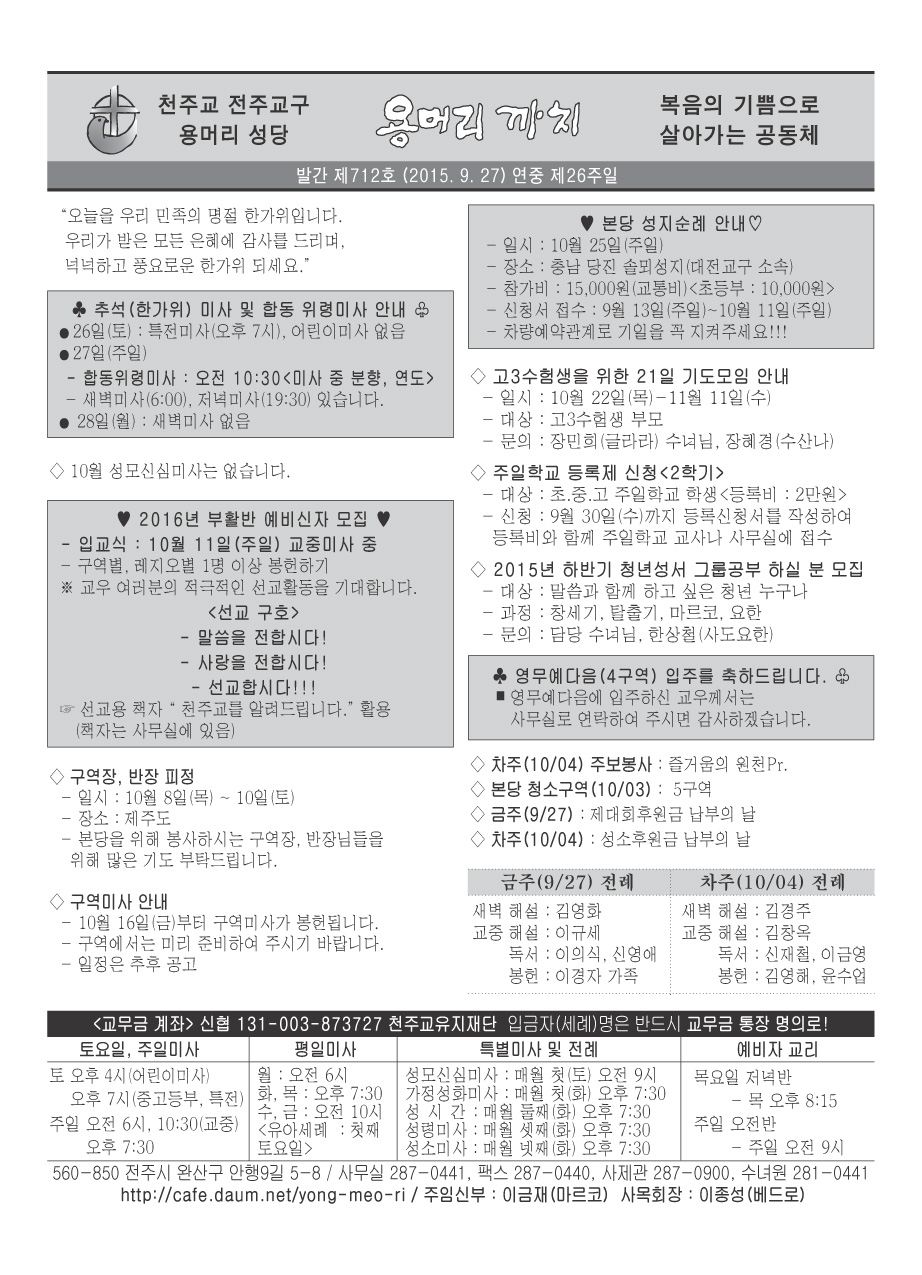 천주교 전주교구
용머리 성당
용머리 까치
복음의 기쁨으로
살아가는 공동체
발간 제712호 (2015. 9. 27) 연중 제26주일
“오늘을 우리 민족의 명절 한가위입니다.
우리가 받은 모든 은혜에 감사를 드리며,
넉넉하고 풍요로운 한가위 되세요.”
♣ 추석(한가위) 미사 및 합동 위령미사 안내 ♧
● 26일(토) : 특전미사(오후 7시), 어린이미사 없음
● 27일(주일)
- 합동위령미사 : 오전 10:30<미사 중 분향, 연도>
- 새벽미사(6:00), 저녁미사(19:30) 있습니다.
● 28일(월) : 새벽미사 없음
◇ 10월 성모신심미사는 없습니다.
♥ 2016년 부활반 예비신자 모집 ♥
- 입교식 : 10월 11일(주일) 교중미사 중
- 구역별, 레지오별 1명 이상 봉헌하기
※ 교우 여러분의 적극적인 선교활동을 기대합니다.
<선교 구호>
- 말씀을 전합시다!
- 사랑을 전합시다!
- 선교합시다!!!
☞ 선교용 책자 “ 천주교를 알려드립니다.” 활용
(책자는 사무실에 있음)
◇ 구역장, 반장 피정
- 일시 : 10월 8일(목) ~ 10일(토)
- 장소 : 제주도
- 본당을 위해 봉사하시는 구역장, 반장님들을
위해 많은 기도 부탁드립니다.
◇ 구역미사 안내
- 10월 16일(금)부터 구역미사가 봉헌됩니다.
- 구역에서는 미리 준비하여 주시기 바랍니다.
- 일정은 추후 공고
♥ 본당 성지순례 안내♡
- 일시 : 10월 25일(주일)
- 장소 : 충남 당진 솔뫼성지(대전교구 소속)
- 참가비 : 15,000원(교통비)<초등부 : 10,000원>
- 신청서 접수 : 9월 13일(주일)~10월 11일(주일)
- 차량예약관계로 기일을 꼭 지켜주세요!!!
◇ 고3수험생을 위한 21일 기도모임 안내
- 일시 : 10월 22일(목)-11월 11일(수)
- 대상 : 고3수험생 부모
- 문의 : 장민희(글라라) 수녀님, 장혜경(수산나)
◇ 주일학교 등록제 신청<2학기>
- 대상 : 초.중.고 주일학교 학생<등록비 : 2만원>
- 신청 : 9월 30일(수)까지 등록신청서를 작성하여
등록비와 함께 주일학교 교사나 사무실에 접수
◇ 2015년 하반기 청년성서 그룹공부 하실 분 모집
- 대상 : 말씀과 함께 하고 싶은 청년 누구나
- 과정 : 창세기, 탈출기, 마르코, 요한
- 문의 : 담당 수녀님, 한상철(사도요한)
♣ 영무예다음(4구역) 입주를 축하드립니다. ♧
■ 영무예다음에 입주하신 교우께서는
사무실로 연락하여 주시면 감사하겠습니다.
◇ 차주(10/04) 주보봉사 : 즐거움의 원천Pr.
◇ 본당 청소구역(10/03) : 5구역
◇ 금주(9/27) : 제대회후원금 납부의 날
◇ 차주(10/04) : 성소후원금 납부의 날
금주(9/27) 전례
새벽 해설 : 김영화
교중 해설 : 이규세
독서 : 이의식, 신영애
봉헌 : 이경자 가족
차주(10/04) 전례
새벽 해설 : 김경주
교중 해설 : 김창옥
독서 : 신재철, 이금영
봉헌 : 김영해, 윤수업
<교무금 계좌> 신협 131-003-873727 천주교유지재단 입금자(세례)명은 반드시 교무금 통장 명의로!
토요일, 주일미사
토 오후 4시(어린이미사)
오후 7시(중고등부, 특전)
주일 오전 6시, 10:30(교중)
오후 7:30
평일미사
월 : 오전 6시
화, 목 : 오후 7:30
수, 금 : 오전 10시
<유아세례 : 첫째
토요일>
특별미사 및 전례
성모신심미사 : 매월 첫(토) 오전 9시
가정성화미사 : 매월 첫(화) 오후 7:30
성 시 간 : 매월 둘째(화) 오후 7:30
성령미사 : 매월 셋째(화) 오후 7:30
성소미사 : 매월 넷째(화) 오후 7:30
예비자 교리
목요일 저녁반
- 목 오후 8:15
주일 오전반
- 주일 오전 9시
560-850 전주시 완산구 안행9길 5-8 / 사무실 287-0441, 팩스 287-0440, 사제관 287-0900, 수녀원 281-0441
http://cafe.daum.net/yong-meo-ri / 주임신부 : 이금재(마르코) 사목회장 : 이종성(베드로)